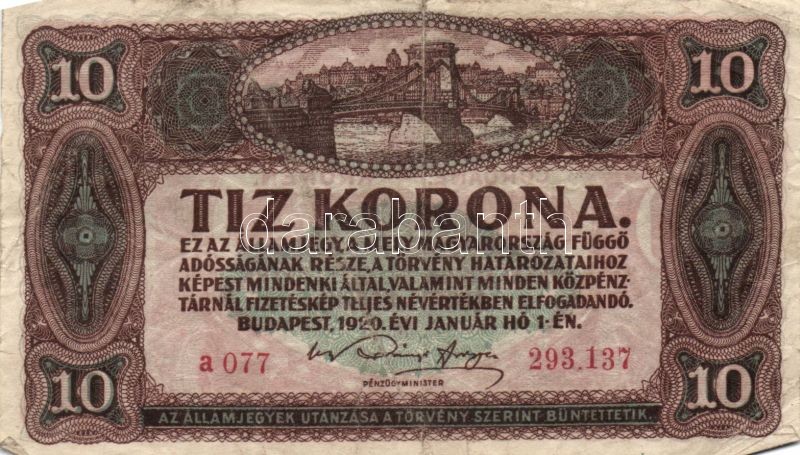 10 10
TIZ KORONA.
EZ AZ ÁLLAMJEGY, A MELY MAGYARORSZÁG FÜGGŐ
ADÓSSÁGÁNAK RÉSZE, A TÖRVÉNY HATÁROZATAIHOZ
KÉPEST MINDENKI ÁLTAL, VALAMINT MINDEN KÖZPÉNZ-
TÁRNÁL FIZETÉSKÉP TELJES NÉVÉRTÉKBEN ELFOGADANDÓ.
BUDAPEST, 1920. ÉVI JANUÁR HÓ 1-ÉN.
a 077 293.137
PÉNZÜGYMINISTER
10 10
AZ ÁLLAMJEGYEK UTÁNZÁSA A TÖRVÉNY SZERINT BÜNTETTETIK.
darabanth